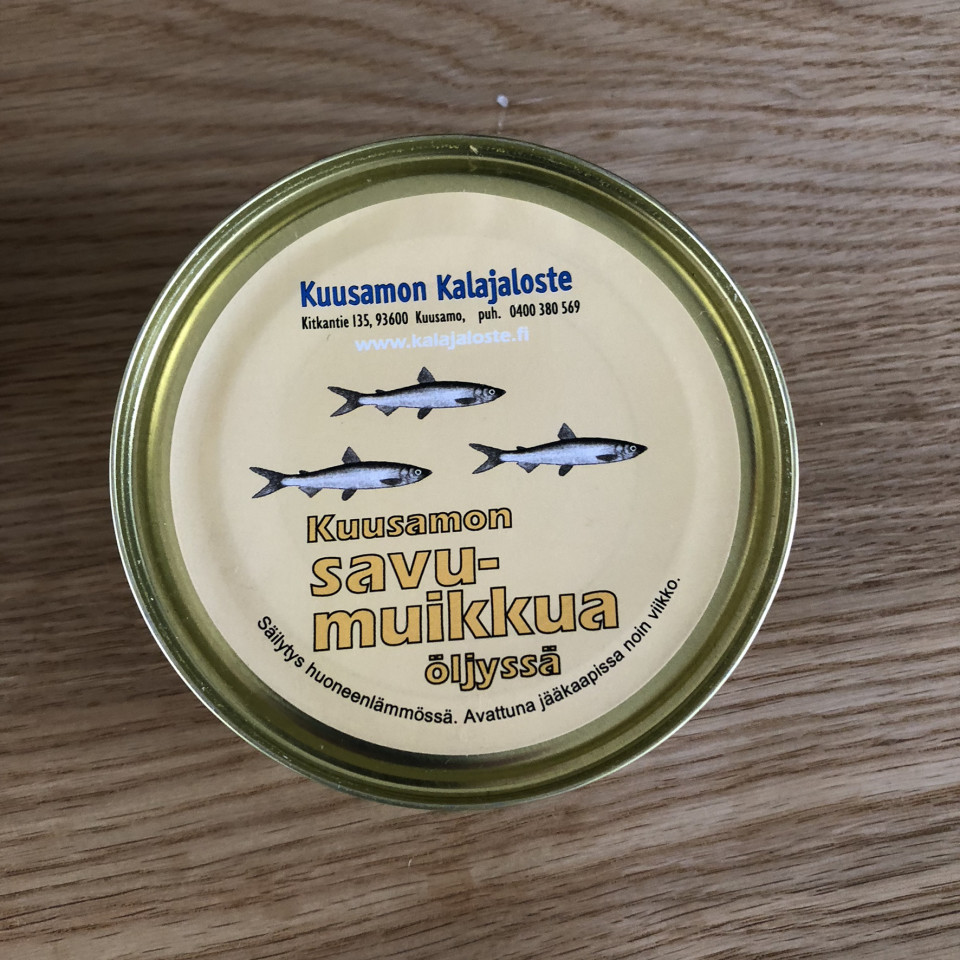 Kuusamon Kalajaloste
Kitkantie 135, 93600 Kuusamo, puh. 0400 380 569
www.kalajaloste.fi
Kuusamon
savu-
muikkua
öljyssä
Säilytys huoneenlämmössä. Avattuna jääkaapissa noin viikko.